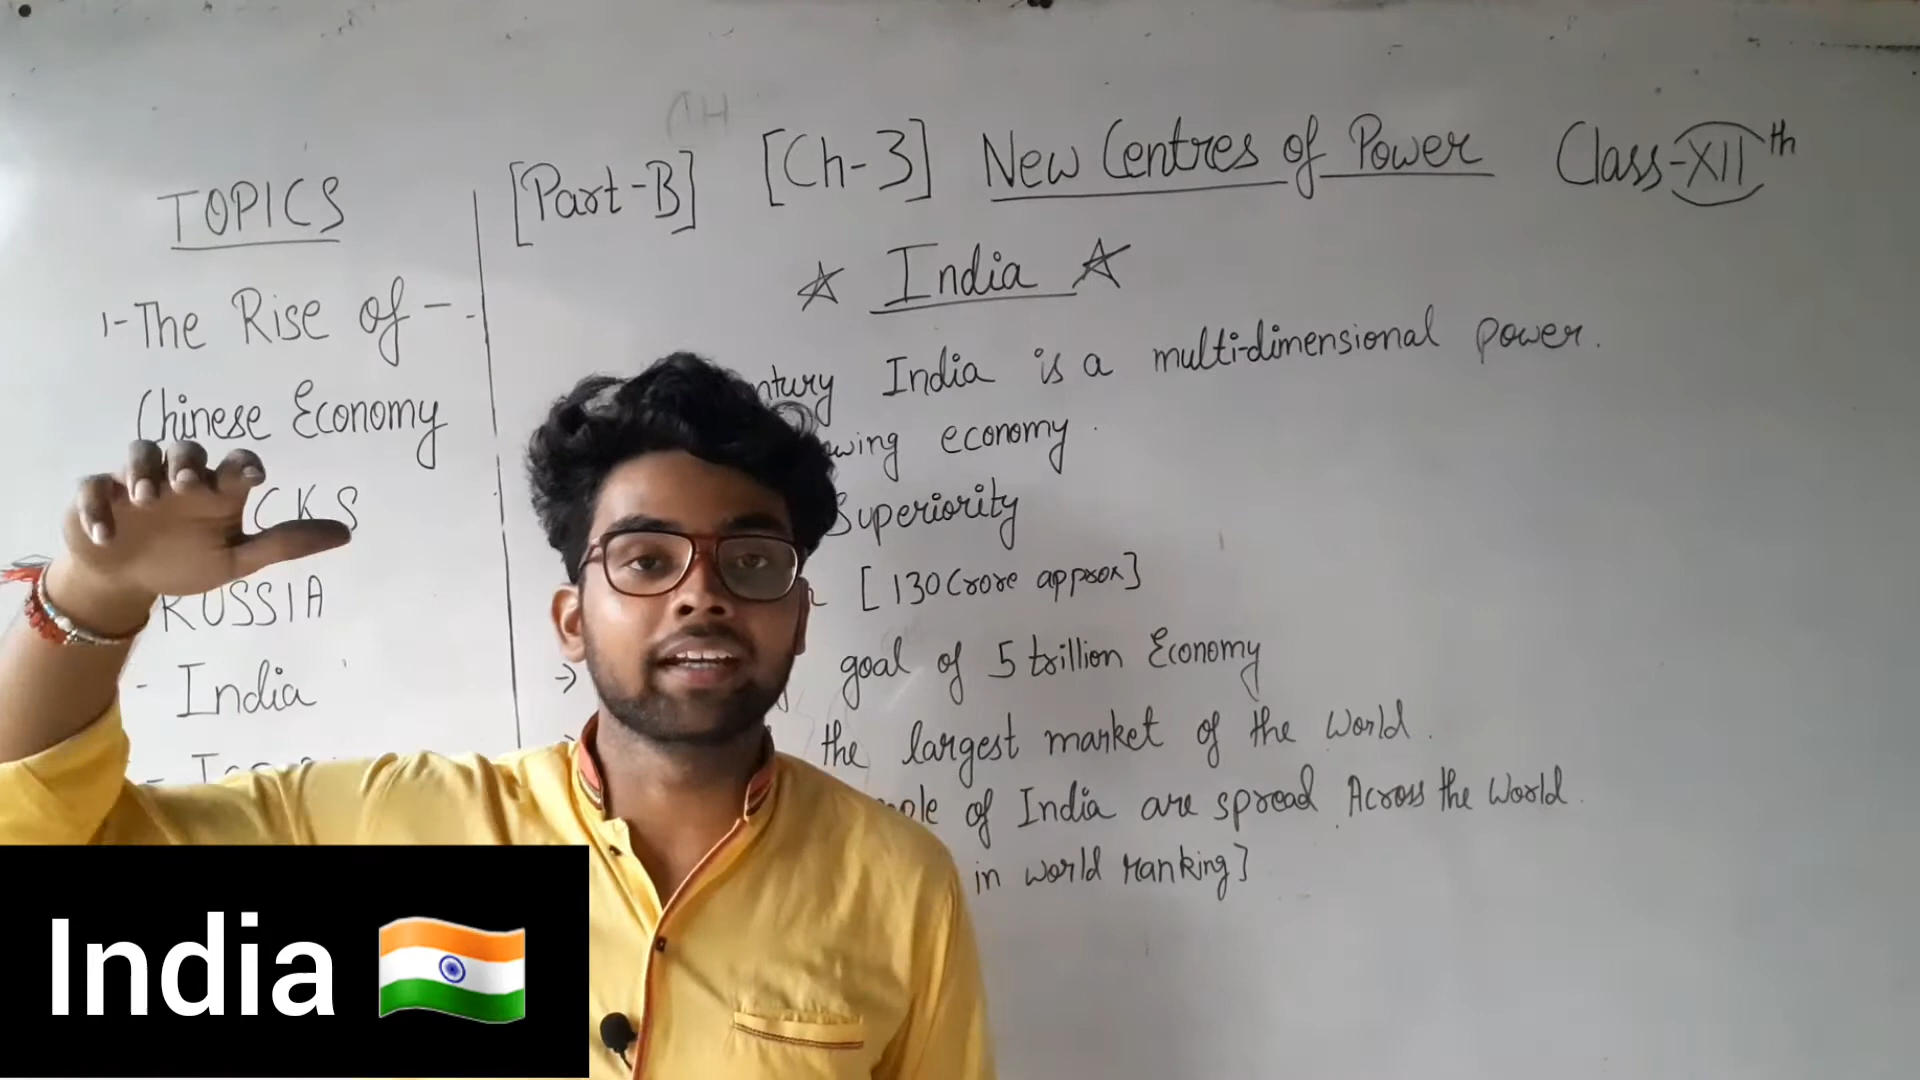 [Part-B] [Ch-3] New Centres of Power Class-XIIth
TOPICS
1- The Rise of -
Chinese Economy
CKS
RUSSIA
- India
☆ India ☆
ntury India is a multi-dimensional power.
wing economy.
Superiority
[130 Crore approx]
→ goal of 5 trillion Economy
the largest market of the World.
ple of India are spread Across the World.
in world ranking]
India 🇮🇳